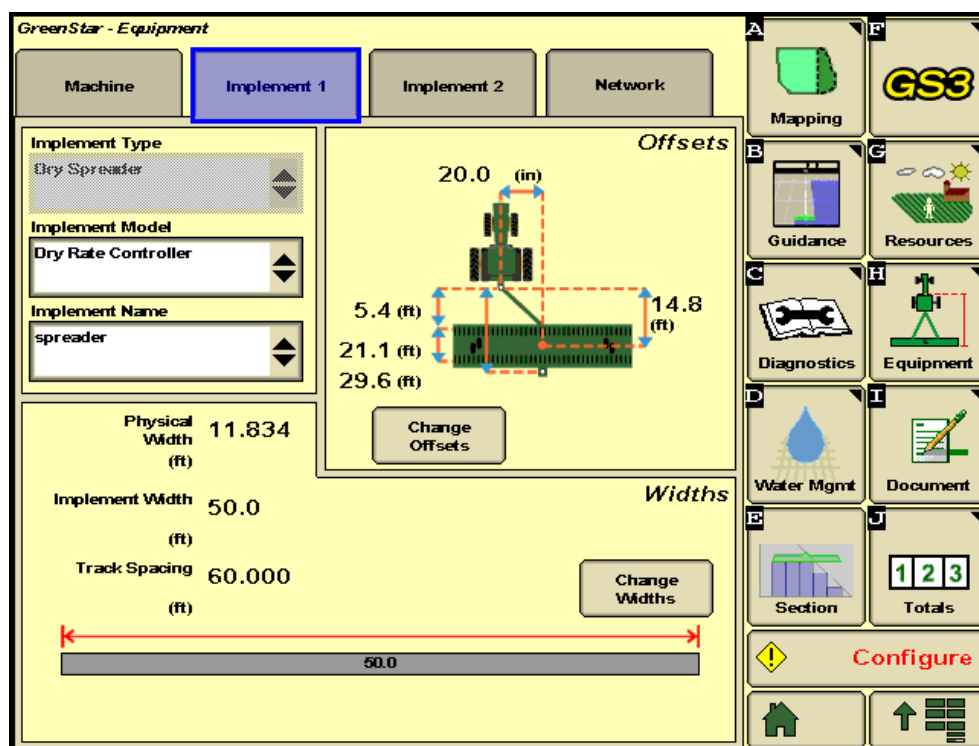 GreenStar - Equipment
Machine
Implement 1
Implement 2
Network
Implement Type
Dry Spreader
Implement Model
Dry Rate Controller
Implement Name
spreader
Offsets
20.0 (in)
5.4 (ft)
14.8
(ft)
21.1 (ft)
29.6 (ft)
Change
Offsets
Physical
Width
(ft)
11.834
Implement Width
(ft)
50.0
Track Spacing
(ft)
60.000
Widths
Change
Widths
50.0
A
Mapping
F
GS3
B
Guidance
G
Resources
C
Diagnostics
H
Equipment
D
Water Mgmt
I
Document
E
Section
J
1 2 3
Totals
Configure